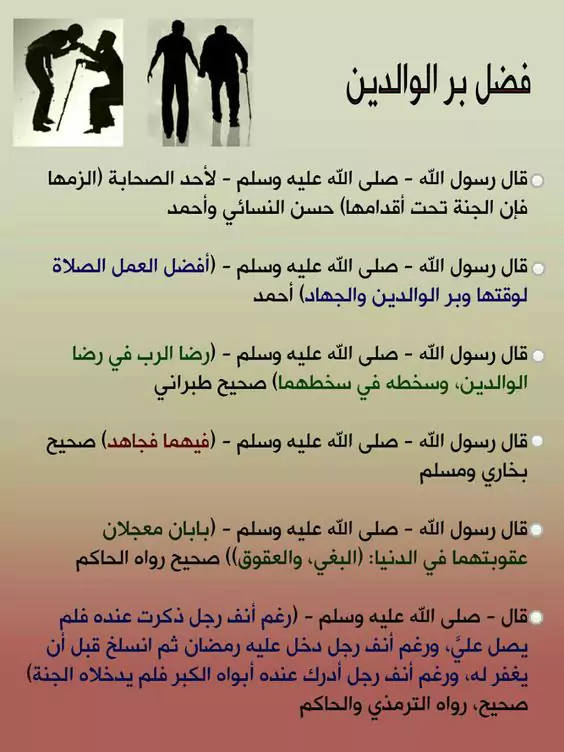 فضل بر الوالدين
قال رسول الله - صلى الله عليه وسلم - لأحد الصحابة (الزمها
فإن الجنة تحت أقدامها) حسن النسائي وأحمد
قال رسول الله - صلى الله عليه وسلم - (أفضل العمل الصلاة
لوقتها وبر الوالدين والجهاد) أحمد
قال رسول الله - صلى الله عليه وسلم - (رضا الرب في رضا
الوالدين، وسخطه في سخطهما) صحيح طبراني
قال رسول الله - صلى الله عليه وسلم - (فيهما فجاهد) صحيح
بخاري ومسلم
قال رسول الله - صلى الله عليه وسلم - (بابان معجلان
عقوبتهما في الدنيا: (البغي، والعقوق)) صحيح رواه الحاكم
قال - صلى الله عليه وسلم - (رغم أنف رجل ذكرت عنده فلم
يصل عليَّ، ورغم أنف رجل دخل عليه رمضان ثم انسلخ قبل أن
يغفر له، ورغم أنف رجل أدرك عنده أبواه الكبر فلم يدخلاه الجنة)
صحيح، رواه الترمذي والحاكم